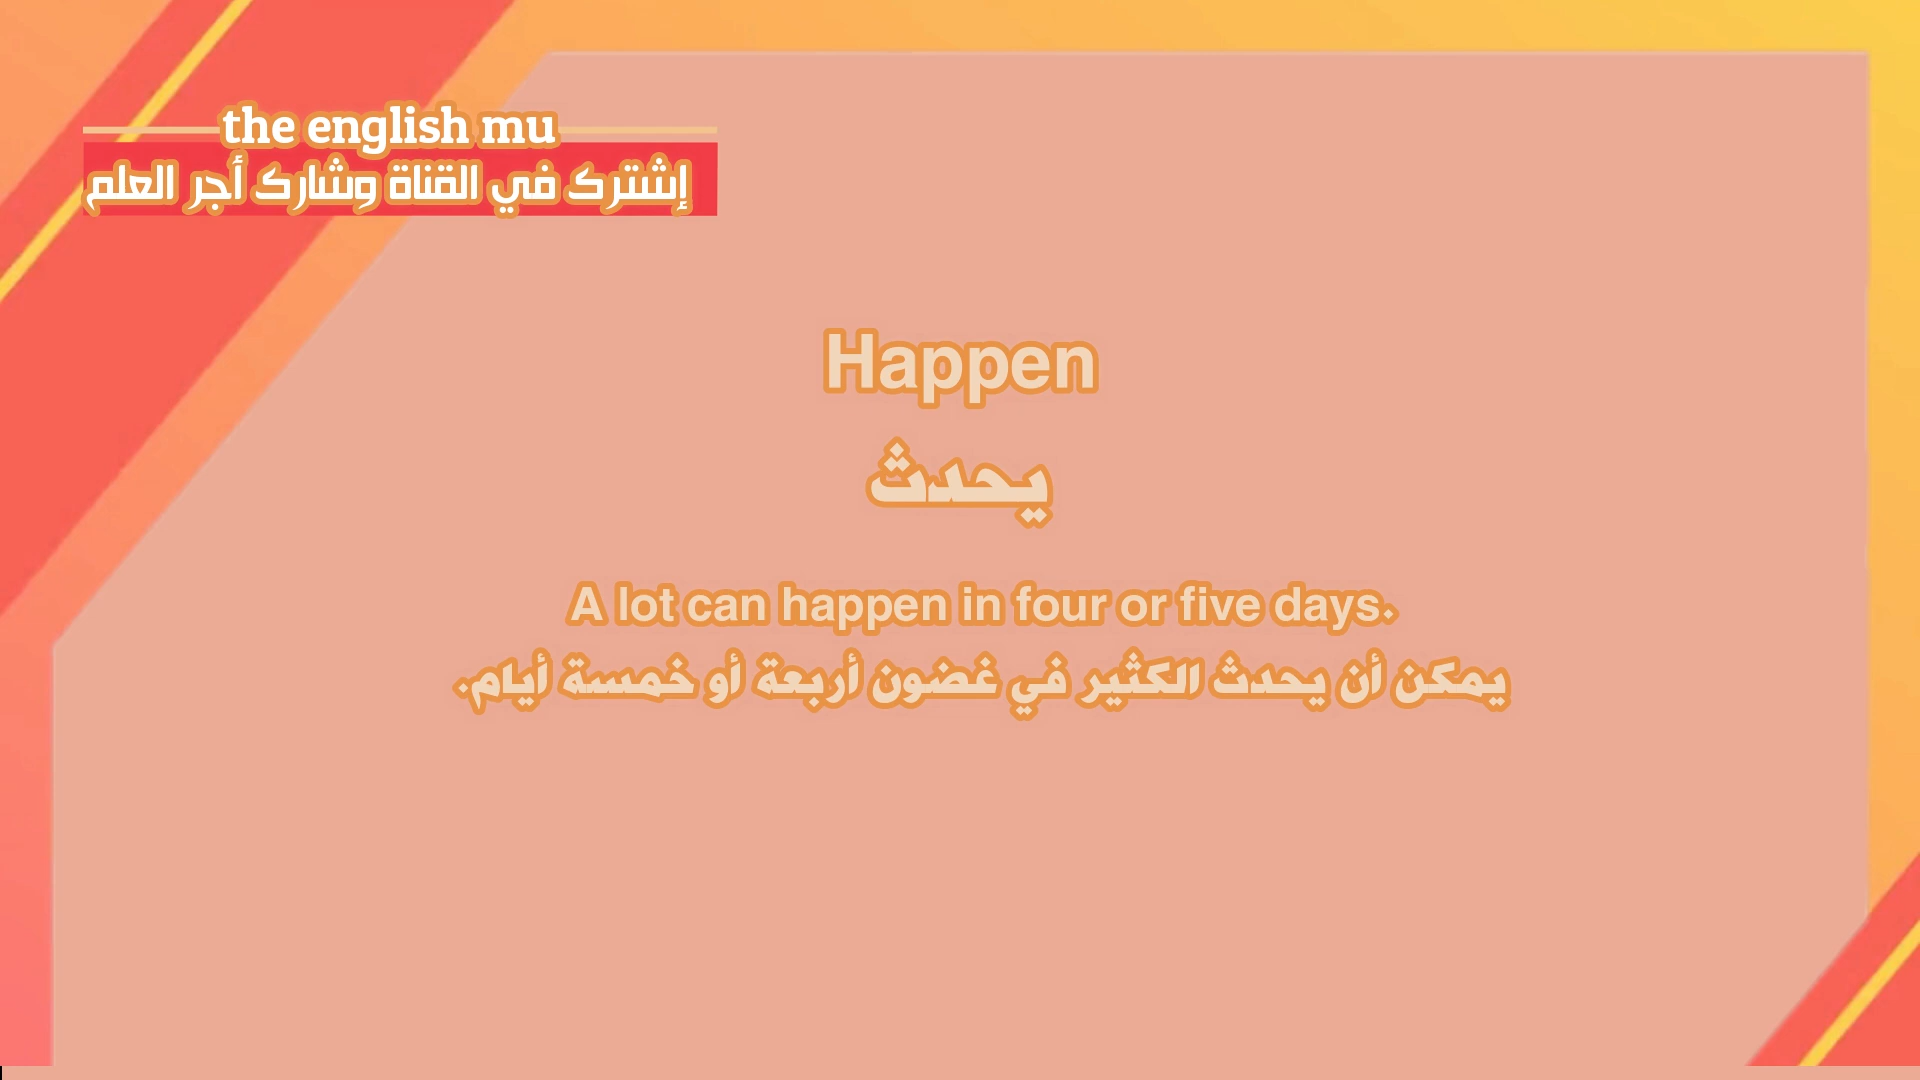 the english mu
إشترك في القناة وشارك أجر العلم
Happen
يحدث
A lot can happen in four or five days.
يمكن أن يحدث الكثير في غضون أربعة أو خمسة أيام.